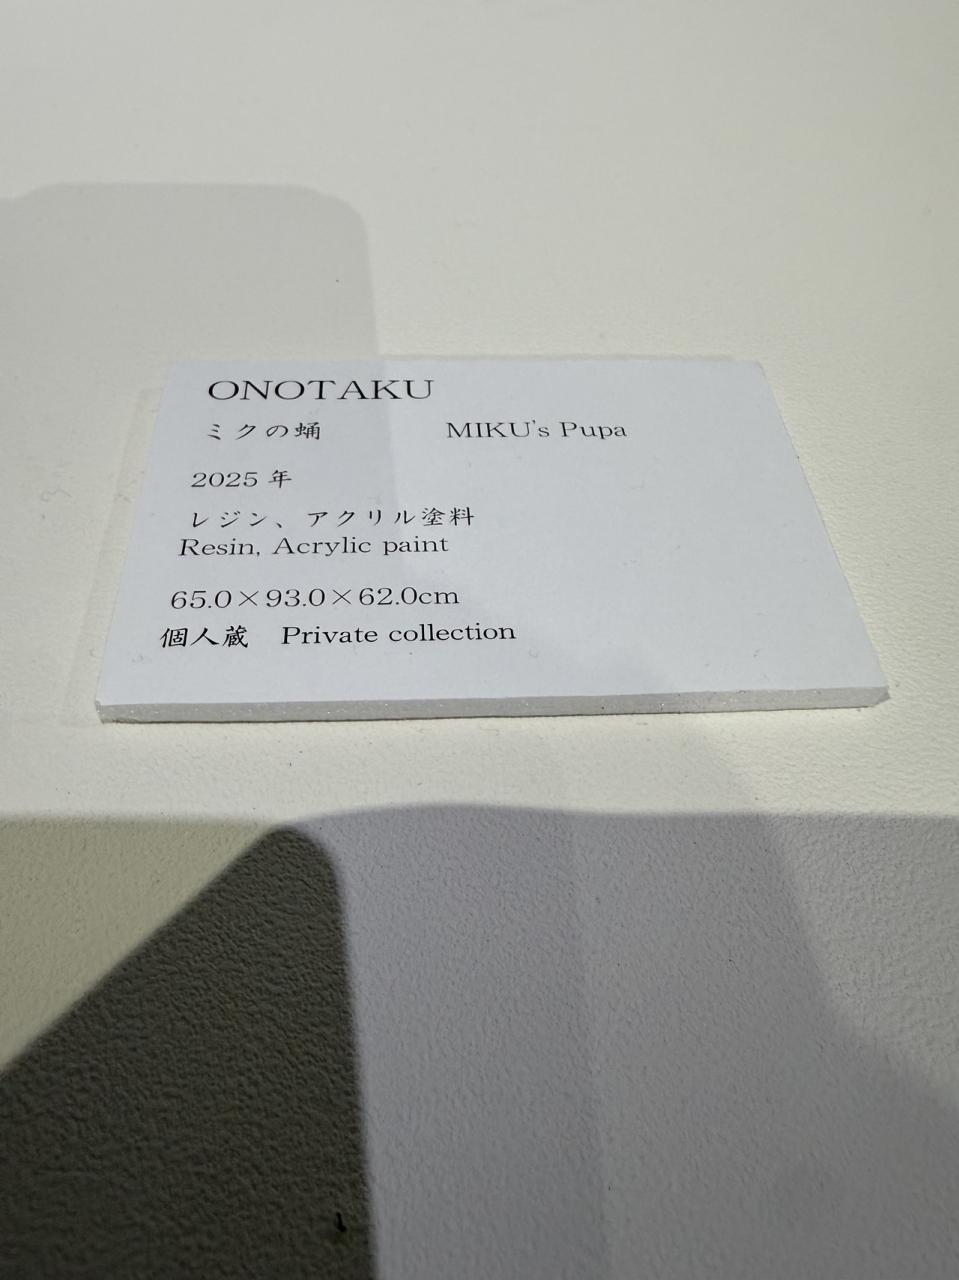 ONOTAKU
ミクの蛹 MIKU's Pupa
2025 年
レジン、アクリル塗料
Resin, Acrylic paint
65.0×93.0×62.0cm
個人蔵 Private collection